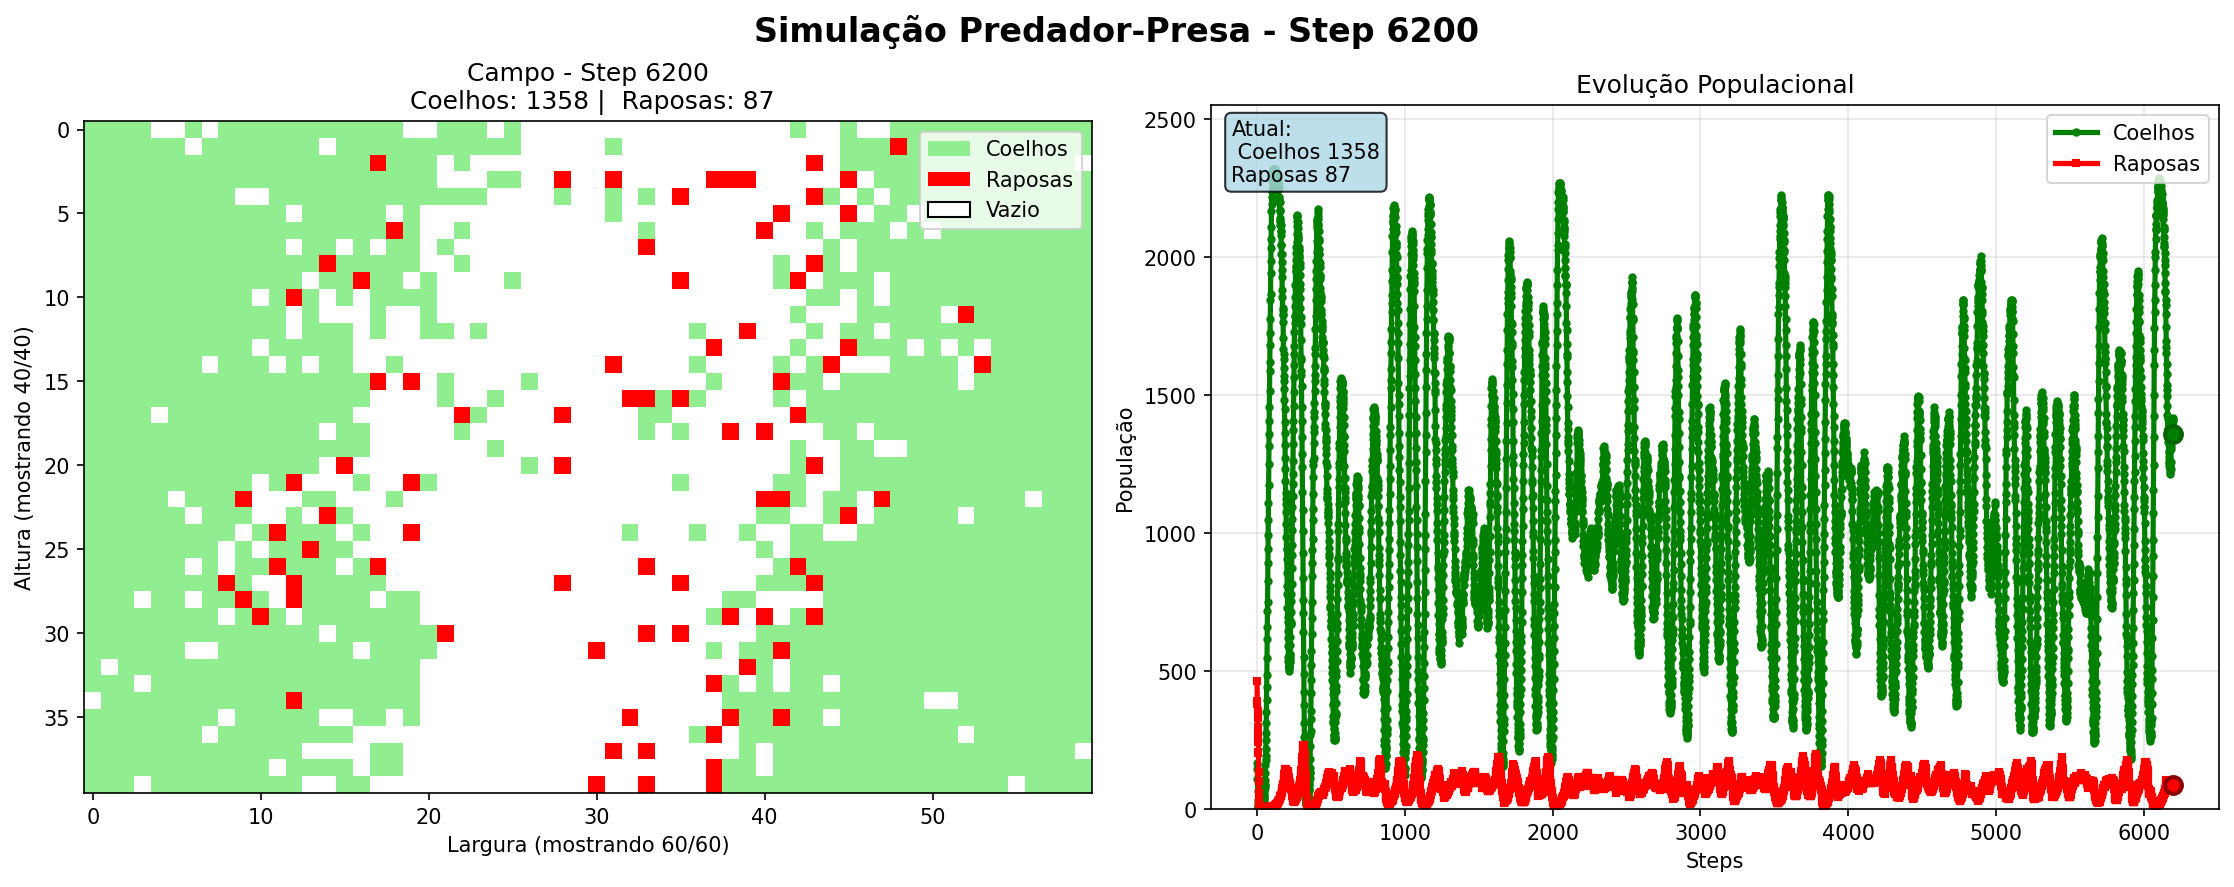 Simulação Predador-Presa - Step 6200
Campo - Step 6200
Coelhos: 1358 |  Raposas: 87
Altura (mostrando 40/40)
0
5
10
15
20
25
30
35
Coelhos
Raposas
Vazio
0
10
20
30
40
50
Largura (mostrando 60/60)
Evolução Populacional
População
2500
2000
1500
1000
500
0
Atual:
Coelhos 1358
Raposas 87
Coelhos
Raposas
0
1000
2000
3000
4000
5000
6000
Steps